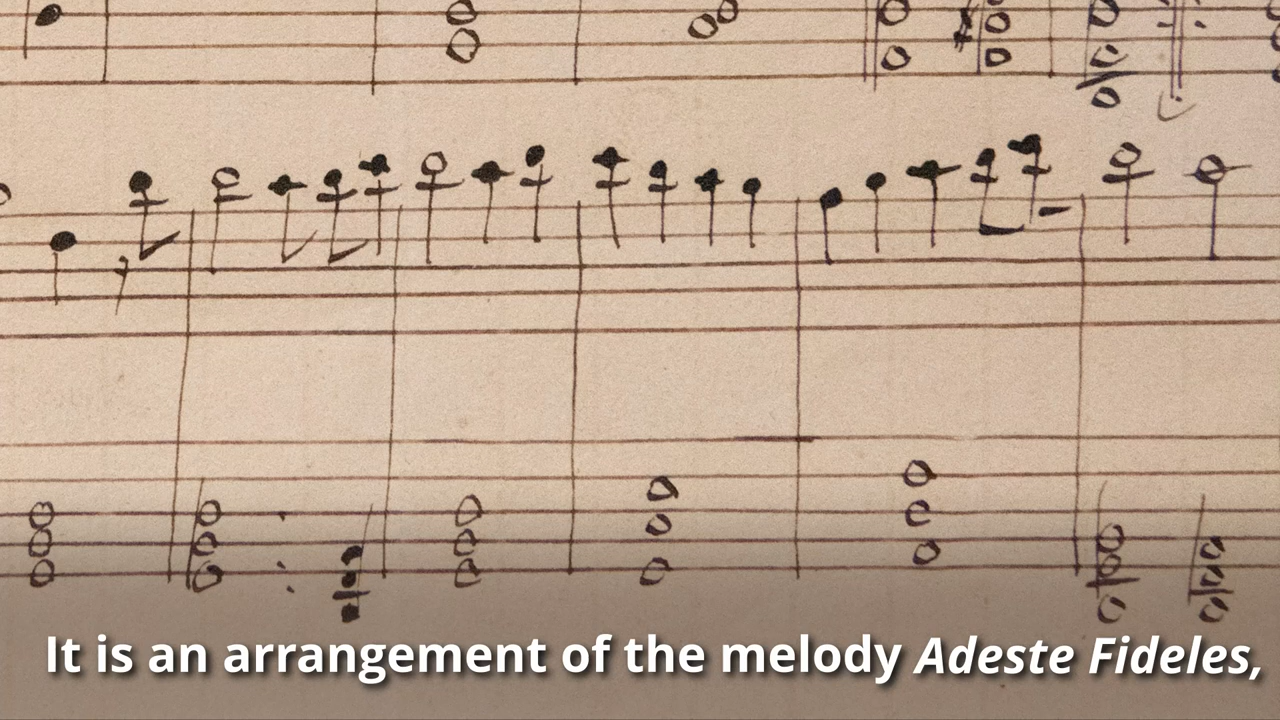 It is an arrangement of the melody Adeste Fideles,